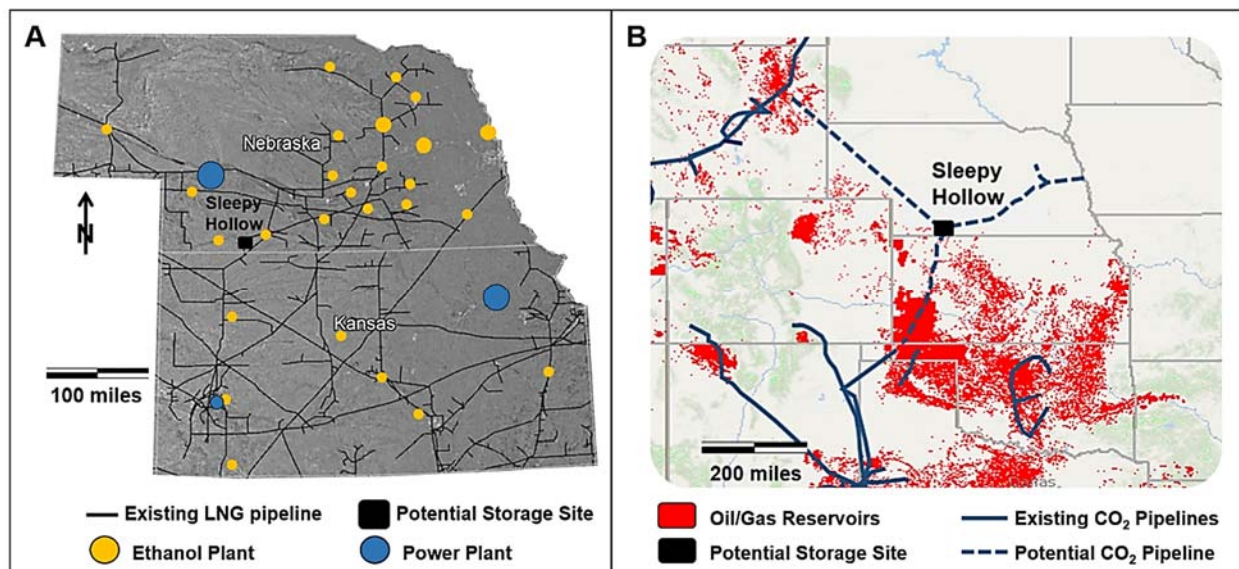 A
Nebraska
Sleepy
Hollow
N
Kansas
100 miles
Existing LNG pipeline
Potential Storage Site
Ethanol Plant
Power Plant
B
Sleepy
Hollow
200 miles
Oil/Gas Reservoirs
Existing CO₂ Pipelines
Potential Storage Site
Potential CO₂ Pipeline